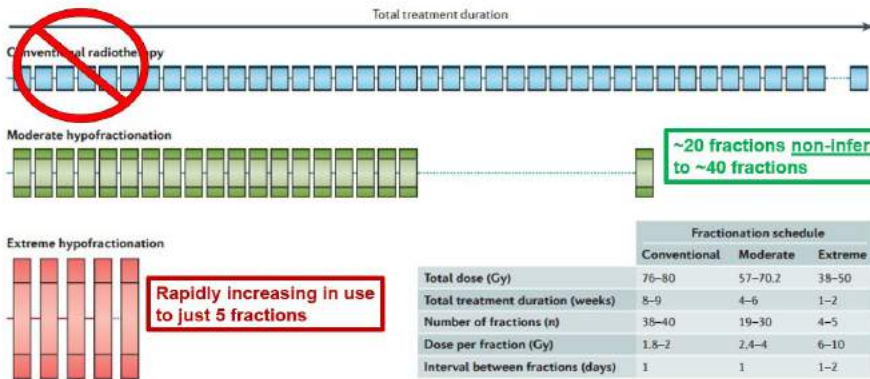 Total treatment duration
Conventional radiotherapy
Moderate hypofractionation
~20 fractions non-infer
to ~40 fractions
Extreme hypofractionation
Rapidly increasing in use
to just 5 fractions
Fractionation schedule
Conventional Moderate Extreme
Total dose (Gy) 76–80 57–70.2 38–50
Total treatment duration (weeks) 8–9 4–6 1–2
Number of fractions (n) 38–40 19–30 4–5
Dose per fraction (Gy) 1.8–2 2.4–4 6–10
Interval between fractions (days) 1 1 1–2